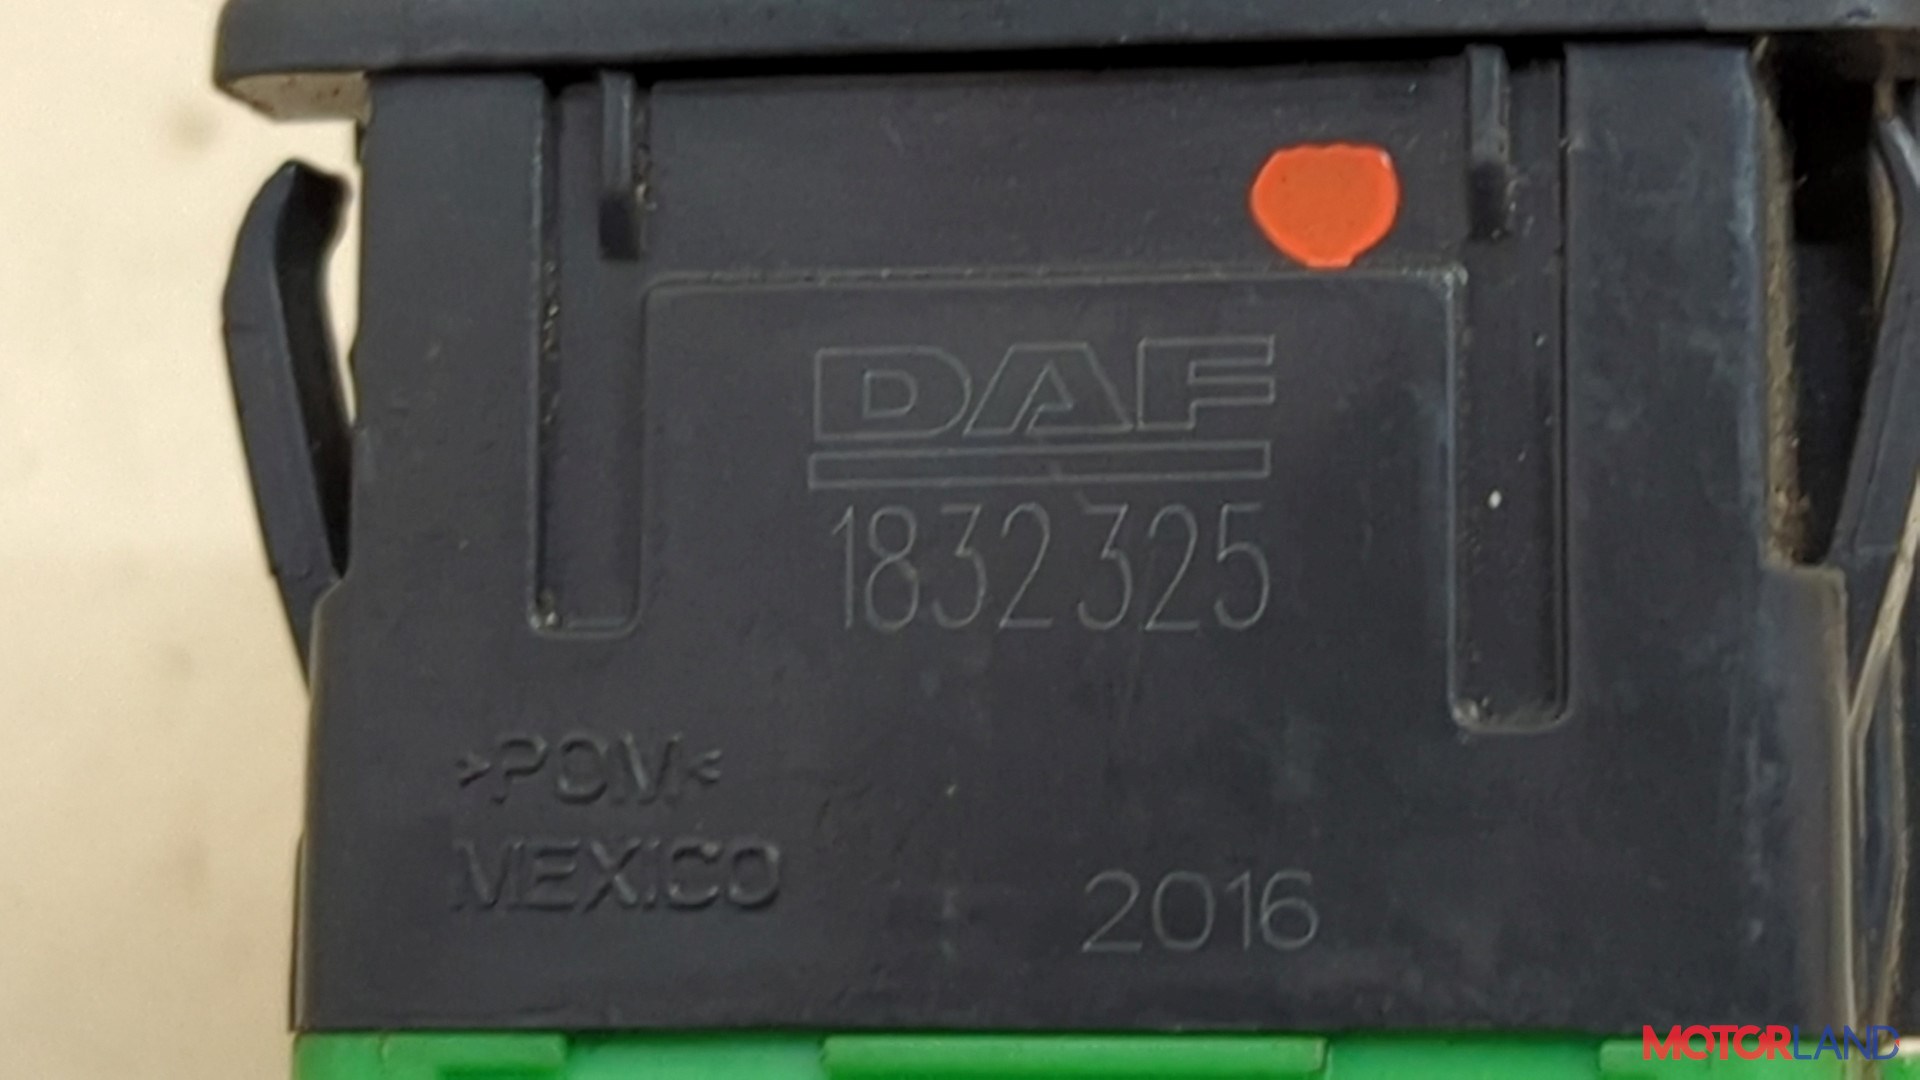 DAF
1832325
>POM<
MEXICO
2016
MOTORLAND